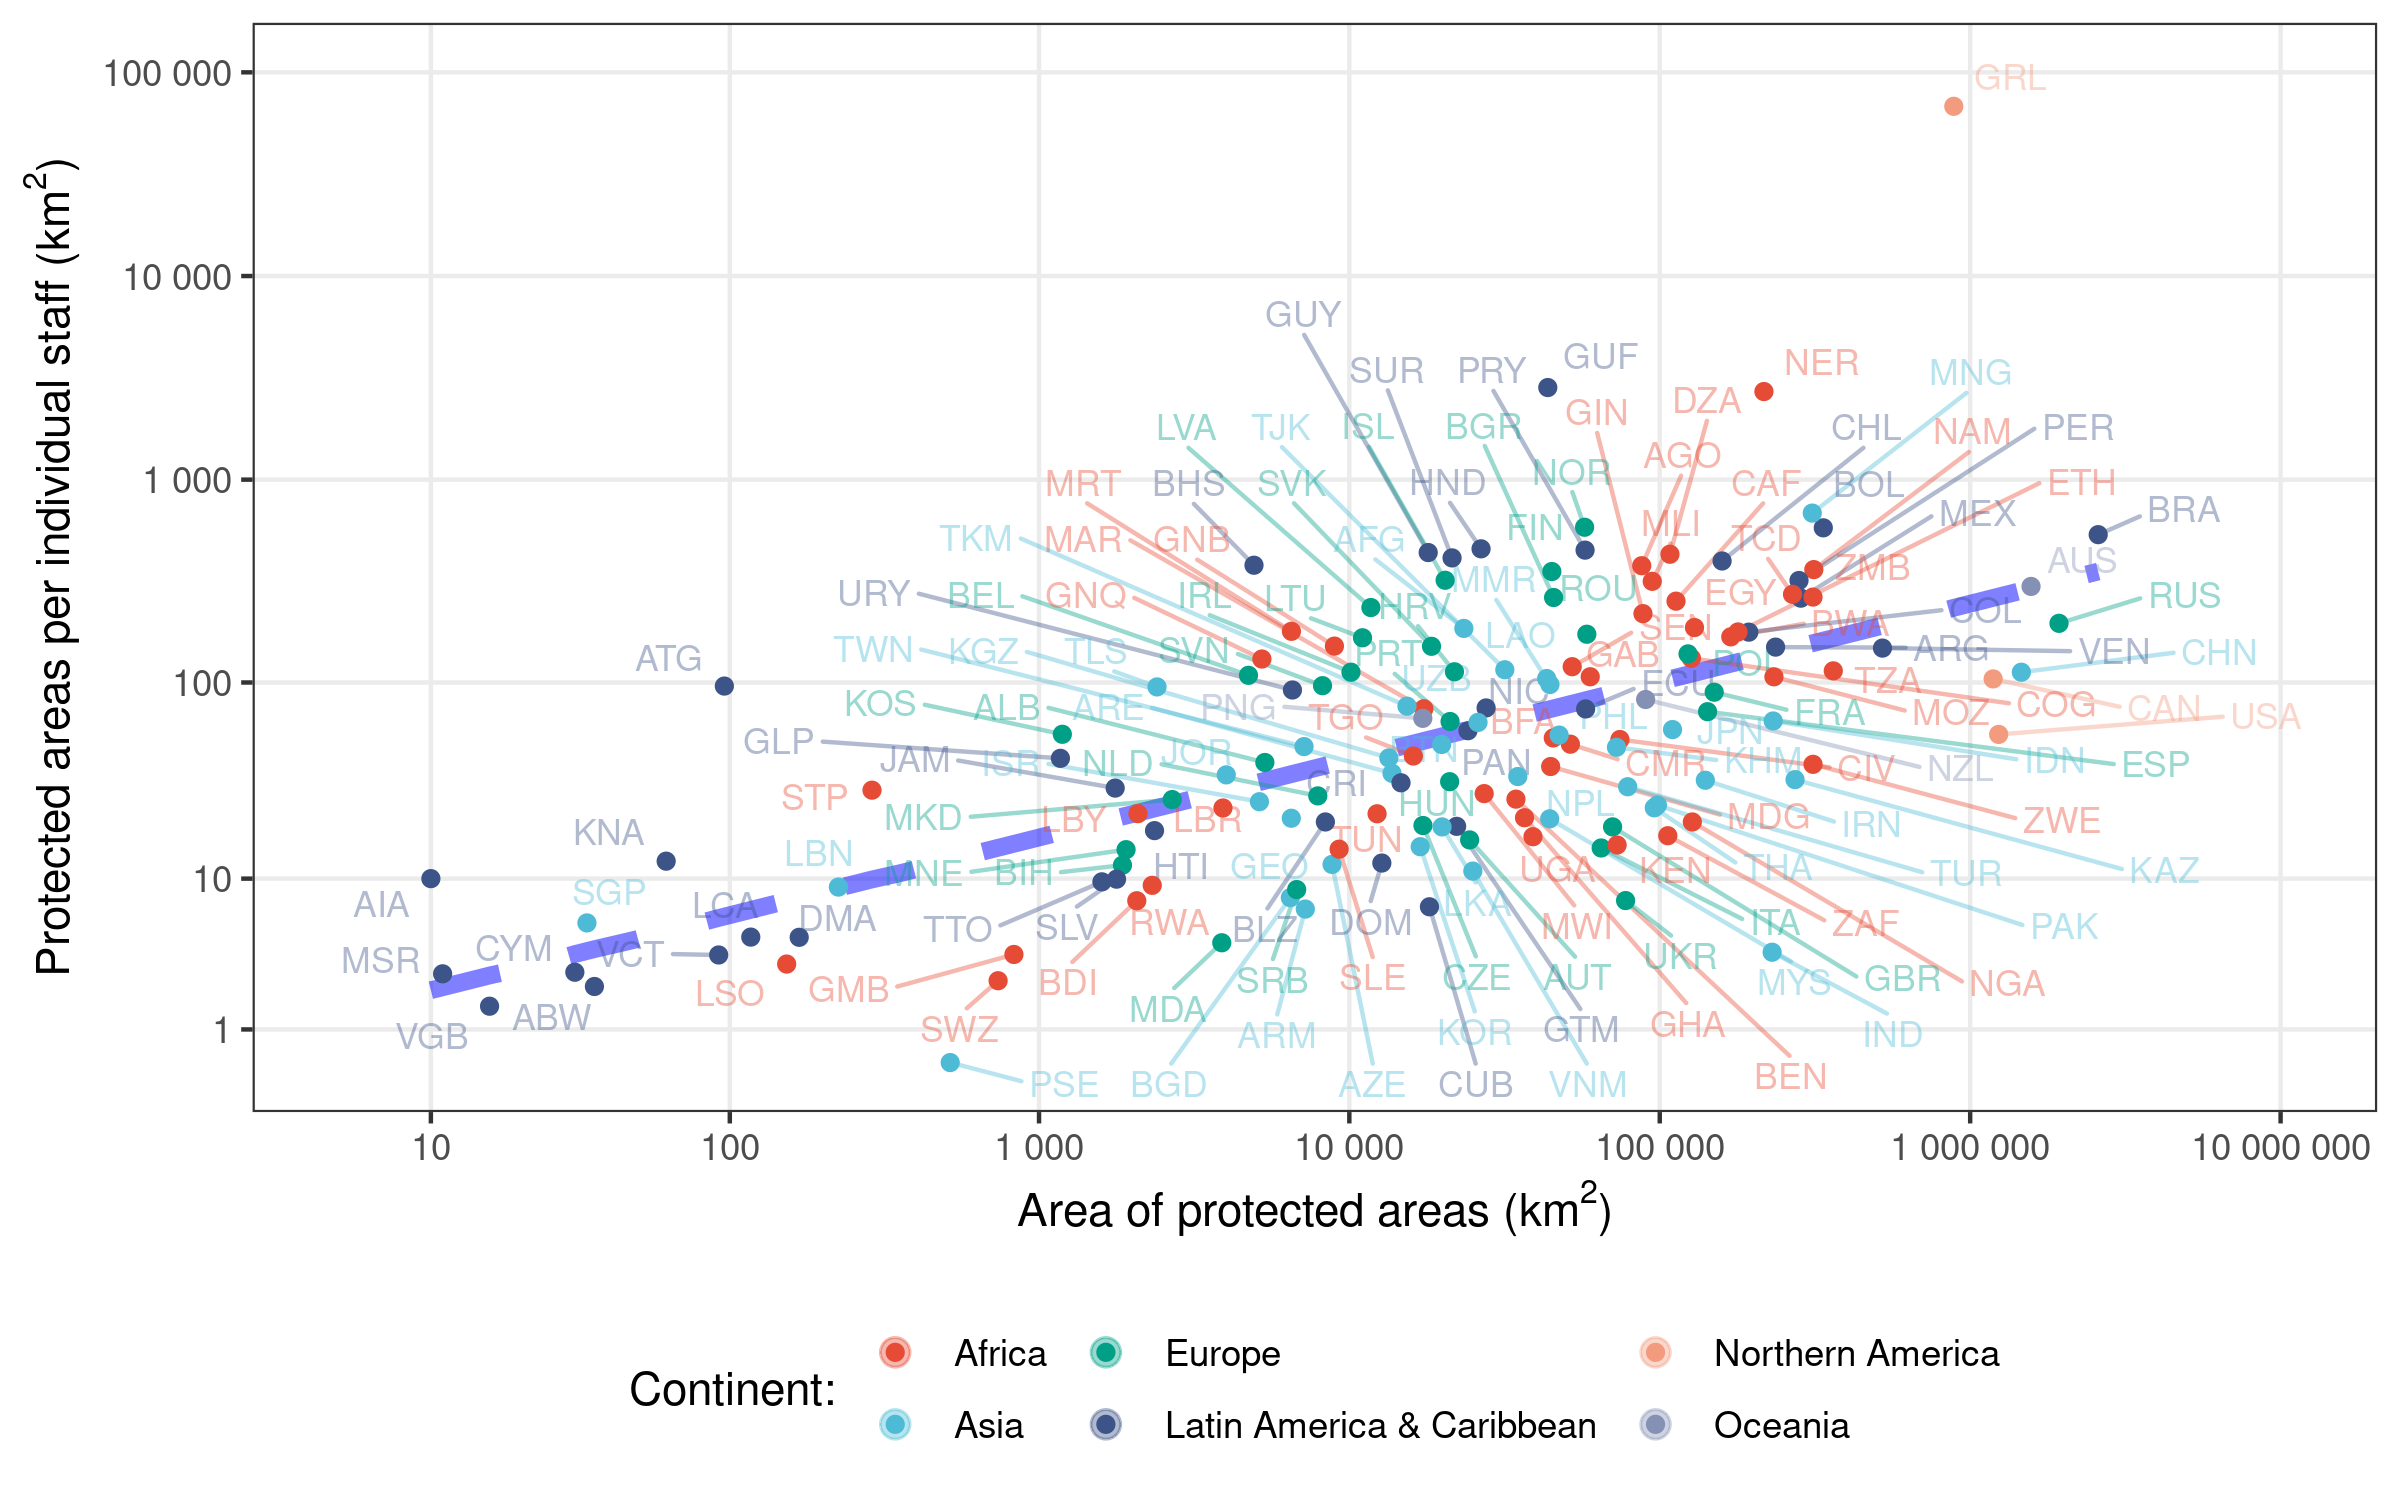 Protected areas per individual staff (km2)
100 000
10 000
1 000
100
10
1
GRL
GUY
SUR PRY GUF NER MNG
GIN DZA
LVA TJK ISL BGR CHL NAM PER
AGO
MRT BHS SVK HND NOR CAF BOL ETH
MEX BRA
TKM MAR GNB AFG FIN MLI TCD
AUS
URY BEL GNQ IRL LTU HRV MMR ROU EGY ZMB RUS
COL
TWN KGZ TLS SVN PRT LAO SEN BWA
ATG GAB ARG VEN CHN
UZB TZA
KOS ALB ARE PNG TGO NIC ECU FRA MOZ COG CAN USA
BFA PHL JPN
GLP JAM ISR JOR NLD PAN CMR KHM CIV NZL IDN ESP
STP CRI
MKD LBY LBR HUN NPL MDG IRN ZWE
KNA TUN
LBN MNE BIH HTI GEO UGA KEN THA TUR KAZ
AIA SGP LCA DMA
TTO SLV RWA BLZ DOM LKA MWI ITA ZAF PAK
MSR CYM VCT
LSO GMB BDI SRB SLE CZE AUT UKR MYS GBR NGA
VGB ABW SWZ MDA ARM KOR GTM GHA IND
PSE BGD AZE CUB VNM BEN
10 100 1 000 10 000 100 000 1 000 000 10 000 000
Area of protected areas (km2)
Continent:
Africa Europe Northern America
Asia Latin America & Caribbean Oceania